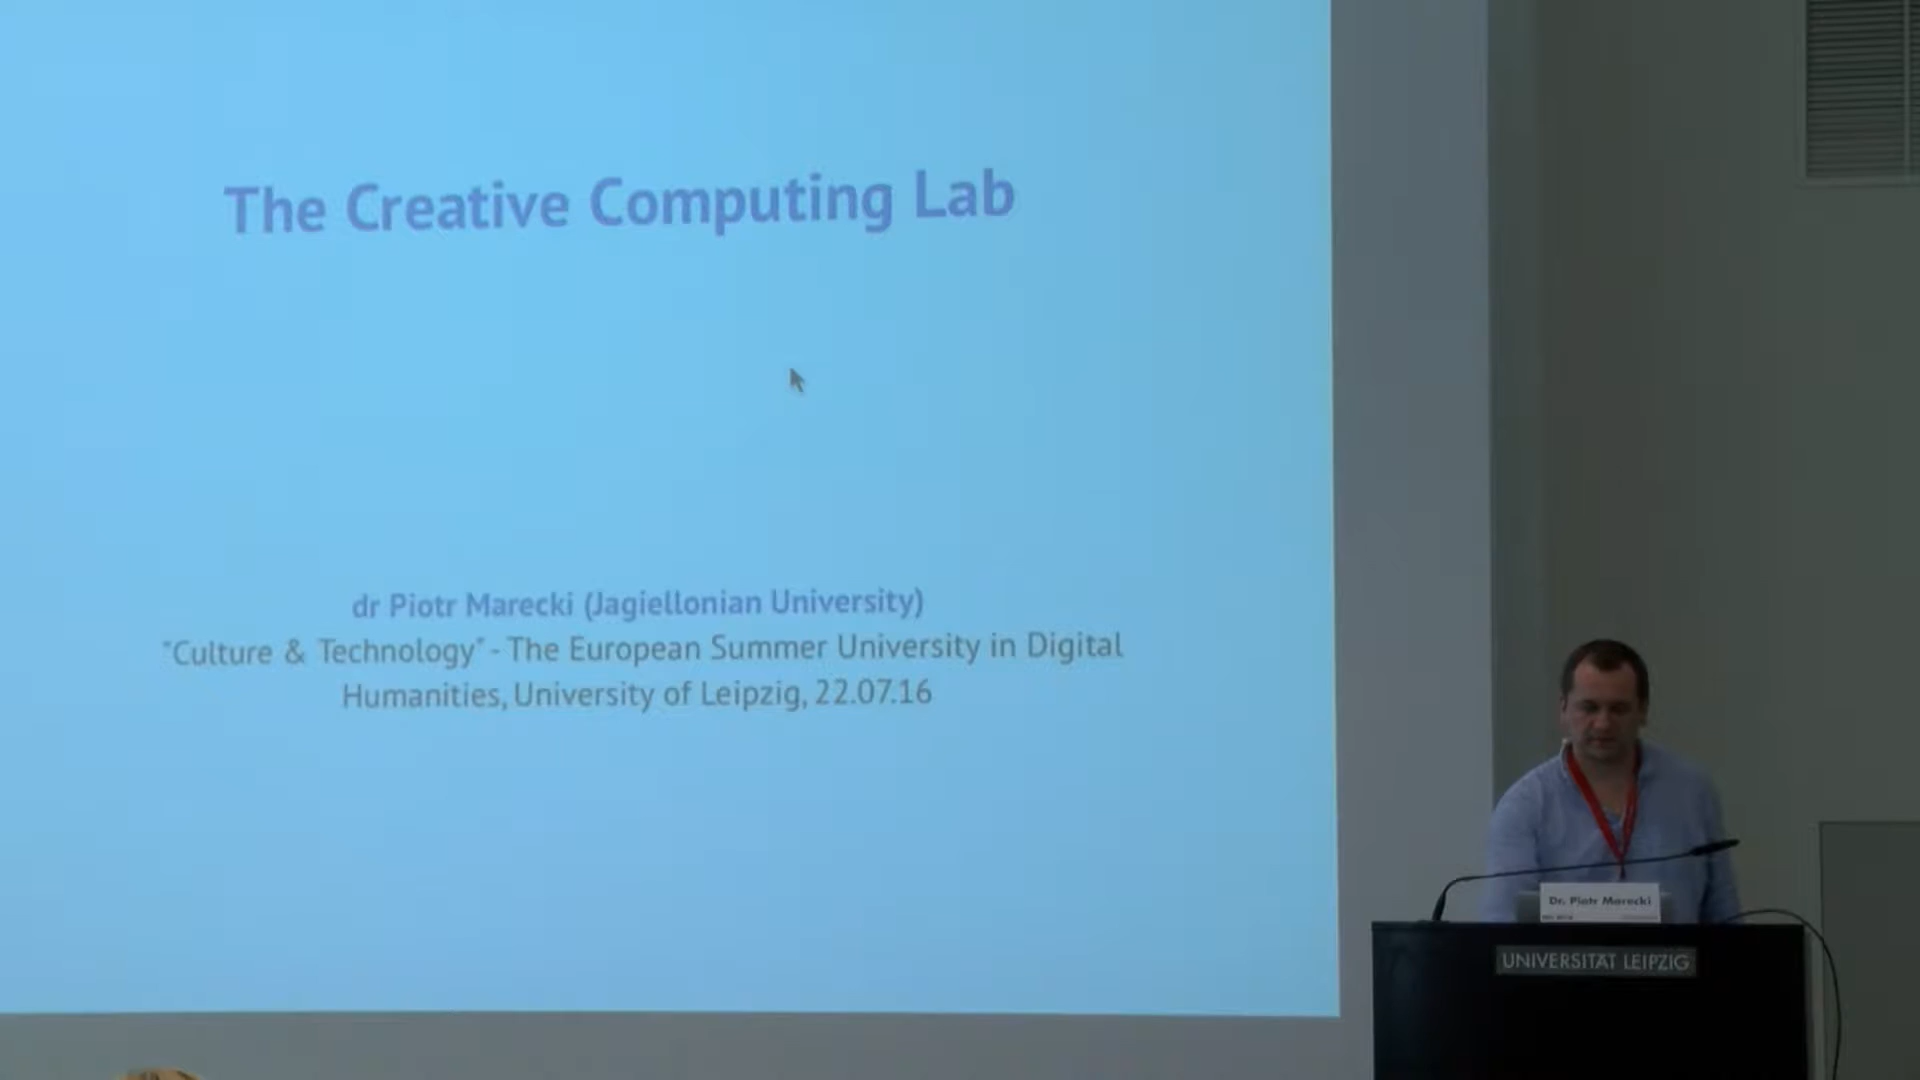 The Creative Computing Lab
dr Piotr Marecki (Jagiellonian University)
"Culture & Technology" - The European Summer University in Digital
Humanities, University of Leipzig, 22.07.16
Dr. Piotr Marecki
UNIVERSITÄT LEIPZIG